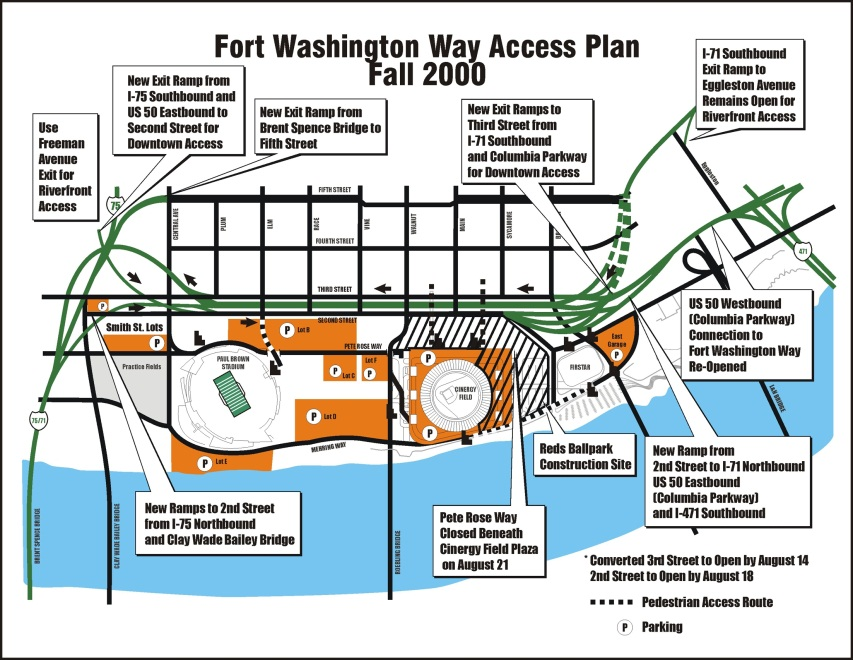 Fort Washington Way Access Plan
Fall 2000
I-71 Southbound
Exit Ramp to
Eggleston Avenue
Remains Open for
Riverfront Access
New Exit Ramp from
I-75 Southbound and
US 50 Eastbound to
Second Street for
Downtown Access
New Exit Ramp from
Brent Spence Bridge to
Fifth Street
New Exit Ramps to
Third Street from
I-71 Southbound
and Columbia Parkway
for Downtown Access
Use
Freeman
Avenue
Exit for
Riverfront
Access
75
Eggleston
FIFTH STREET
CENTRAL AVE
PLUM
ELM
RACE
VINE
WALNUT
MAIN
SYCAMORE
FOURTH STREET
471
THIRD STREET
SECOND STREET
P
Smith St. Lots
P
P Lot B
PETE ROSE WAY
Practice Fields
PAUL BROWN
STADIUM
Lot F
P
P Lot C
P
CINERGY
FIELD
P
FIRSTAR
East
Garage
P
US 50 Westbound
(Columbia Parkway)
Connection to
Fort Washington Way
Re-Opened
75/71
P Lot D
MEHRING WAY
P Lot E
Reds Ballpark
Construction Site
New Ramp from
2nd Street to I-71 Northbound
US 50 Eastbound
(Columbia Parkway)
and I-471 Southbound
New Ramps to 2nd Street
from I-75 Northbound
and Clay Wade Bailey Bridge
Pete Rose Way
Closed Beneath
Cinergy Field Plaza
on August 21
BRENT SPENCE BRIDGE
CLAY WADE BAILEY BRIDGE
ROEBLING BRIDGE
BRIDGE
* Converted 3rd Street to Open by August 14
2nd Street to Open by August 18
Pedestrian Access Route
P Parking